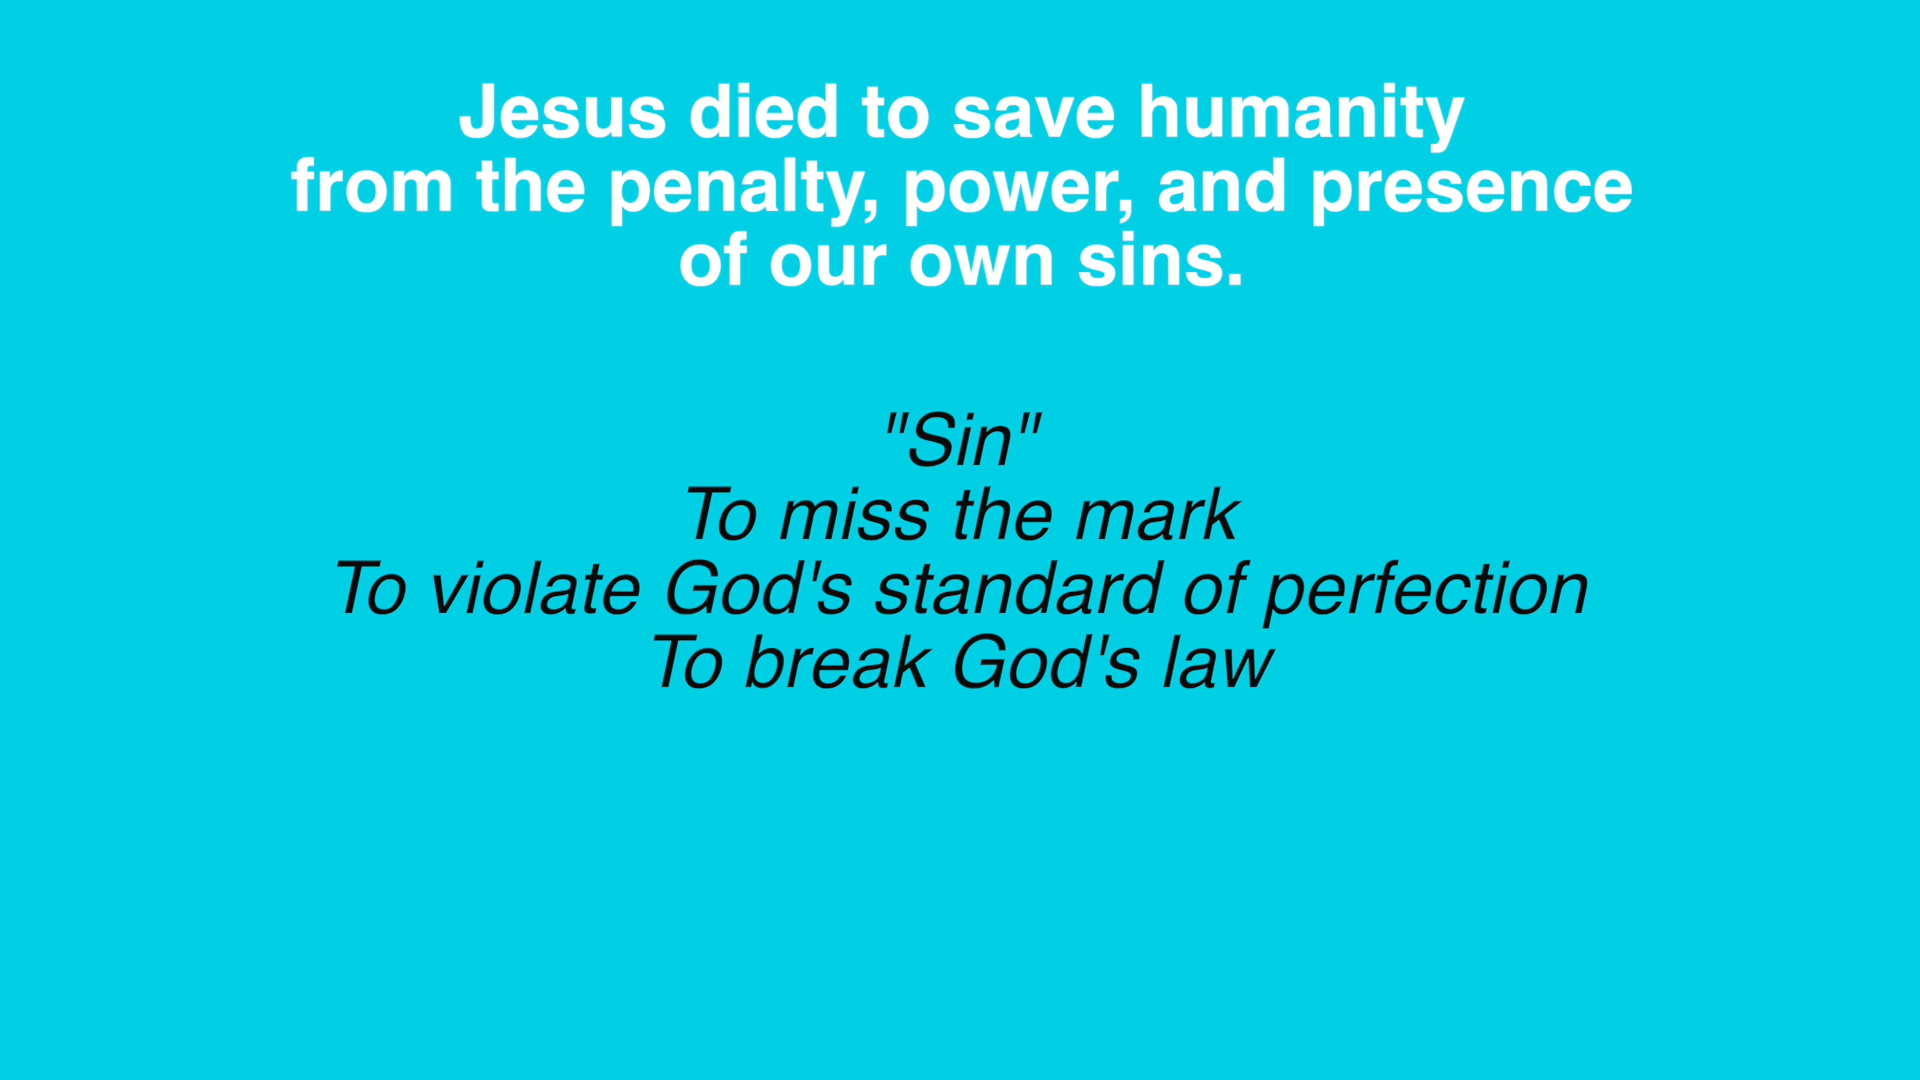 Jesus died to save humanity
from the penalty, power, and presence
of our own sins.
"Sin"
To miss the mark
To violate God's standard of perfection
To break God's law